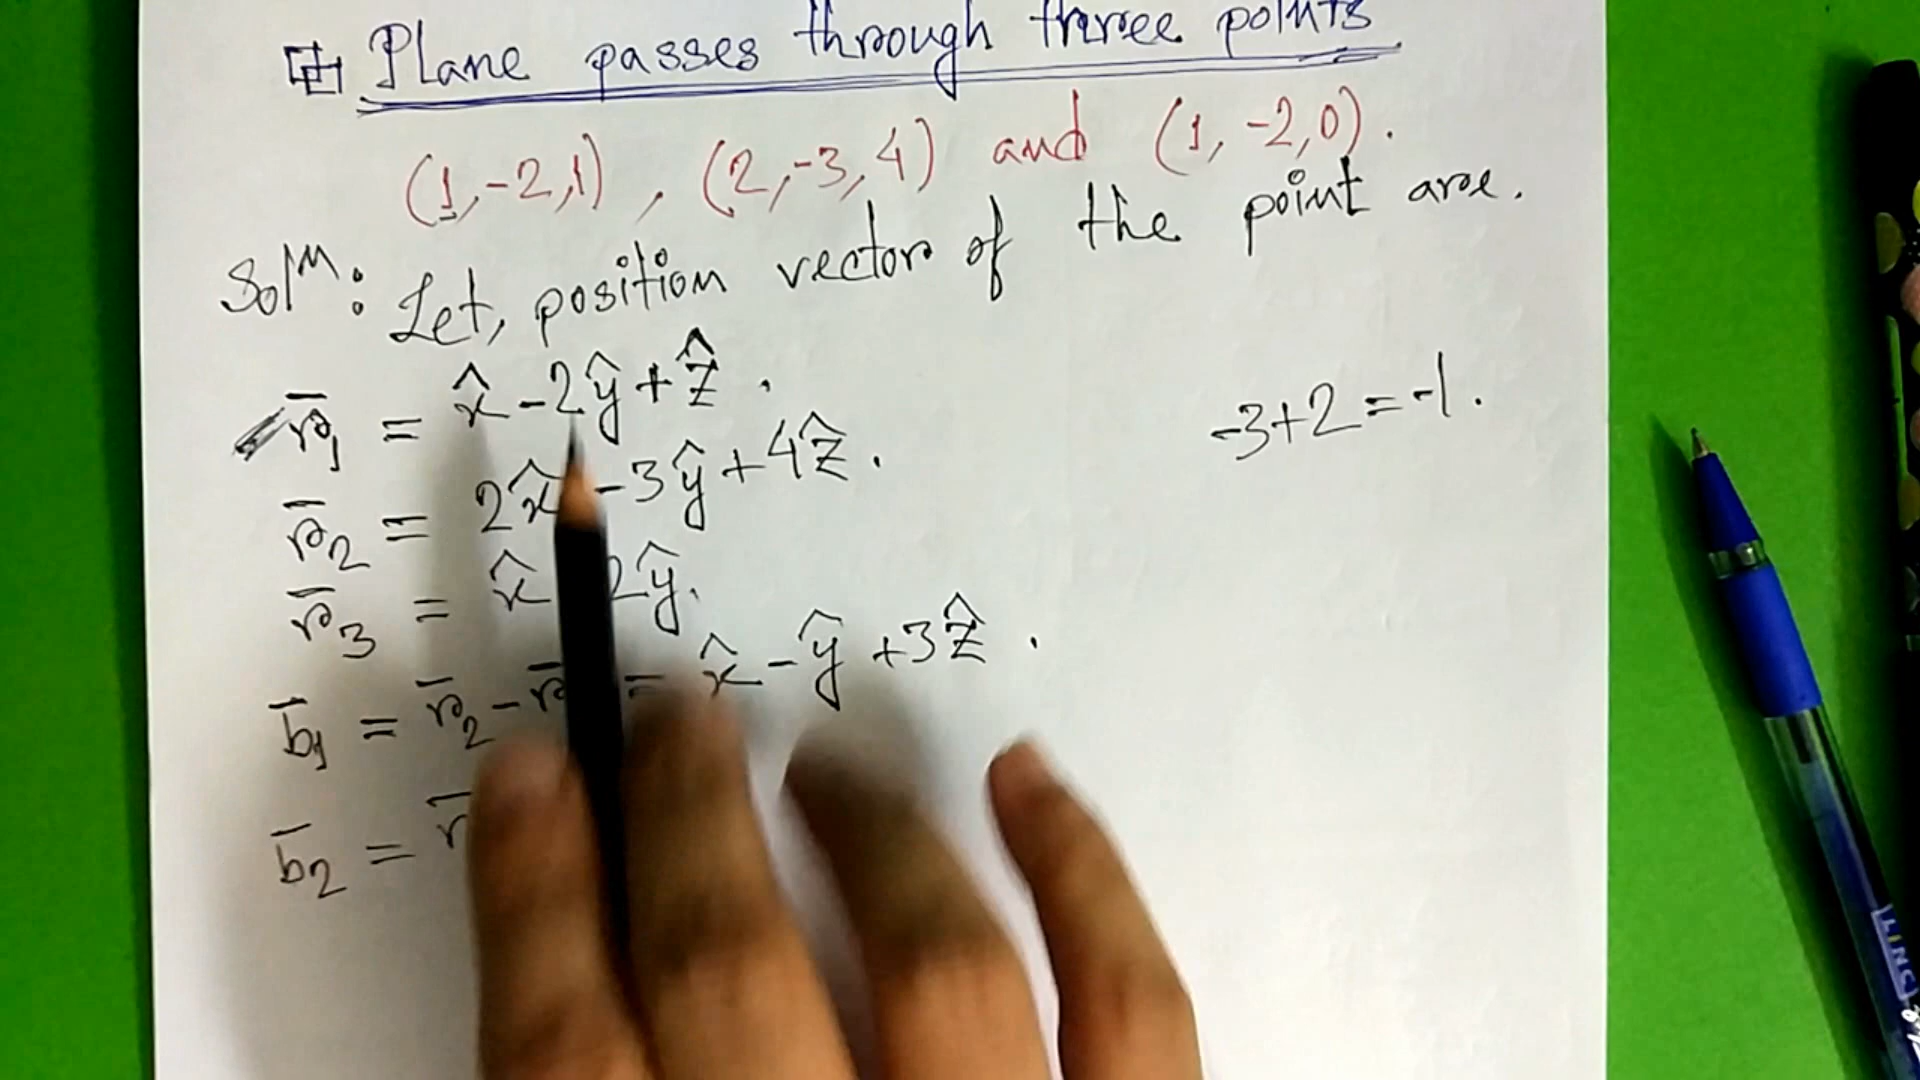 Plane passes through three points
(1,-2,1), (2,-3,4) and (1,-2,0).
Solⁿ: Let, position vector of the point are.
r̄₁ = x̂ - 2ŷ + ẑ.
r̄₂ = 2x̂ - 3ŷ + 4ẑ.
-3+2=-1.
r̄₃ = x̂ 2ŷ.
b̄₁ = r̄₂ - r̄ = x̂ - ŷ + 3ẑ.
b̄₂ = r̄
LINC